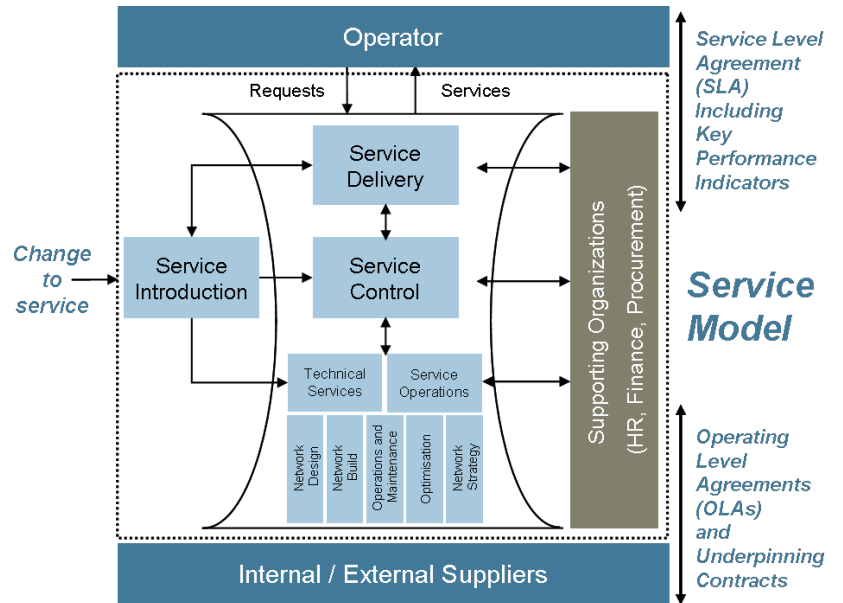 Operator
Requests
Services
Service Level
Agreement
(SLA)
Including
Key
Performance
Indicators
Service
Delivery
Change
to
service
Service
Introduction
Service
Control
Technical
Services
Service
Operations
Network
Design
Network
Build
Operations and
Maintenance
Optimisation
Network
Strategy
Supporting Organizations
(HR, Finance, Procurement)
Service
Model
Operating
Level
Agreements
(OLAs)
and
Underpinning
Contracts
Internal / External Suppliers